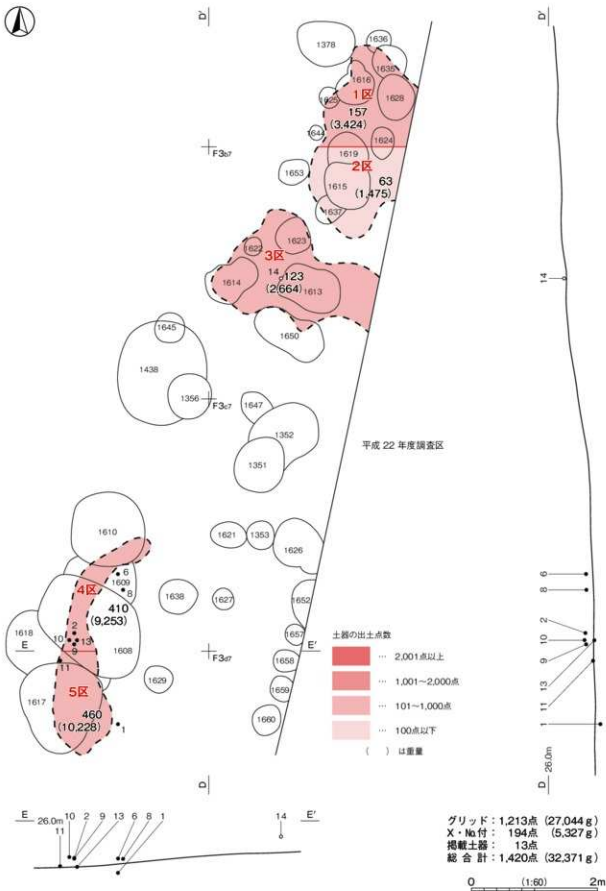 D'
D'
1378
1636
1635
1616
1区
1625
1628
157
(3,424)
1644
1624
F3b7
1619
2区
1653
1615
63
(1,475)
1637
1623
1622
3区
14
123
(2,664)
1614
1613
14
1650
1645
1438
1356
F3c7
1647
1352
平成 22 年度調査区
1351
1610
1621
1353
1626
6
1609
8
4区
1638
1627
1652
410
(9,253)
2
10
13
9
1618
1608
1657
E
F3d7
E'
11
1658
5区
1629
1659
1617
460
(10,228)
1
1660
土器の出土点数
… 2,001点以上
… 1,001~2,000点
… 101~1,000点
… 100点以下
( ) は重量
6
8
2
10
9
13
11
1
26.0m
D
D
E
26.0m
10
2
9
13
6
8
1
E'
11
14
グリッド:1,213点 (27,044g)
X・No.付: 194点 (5,327g)
掲載土器: 13点
総 合 計:1,420点 (32,371g)
0
(1:60)
2m